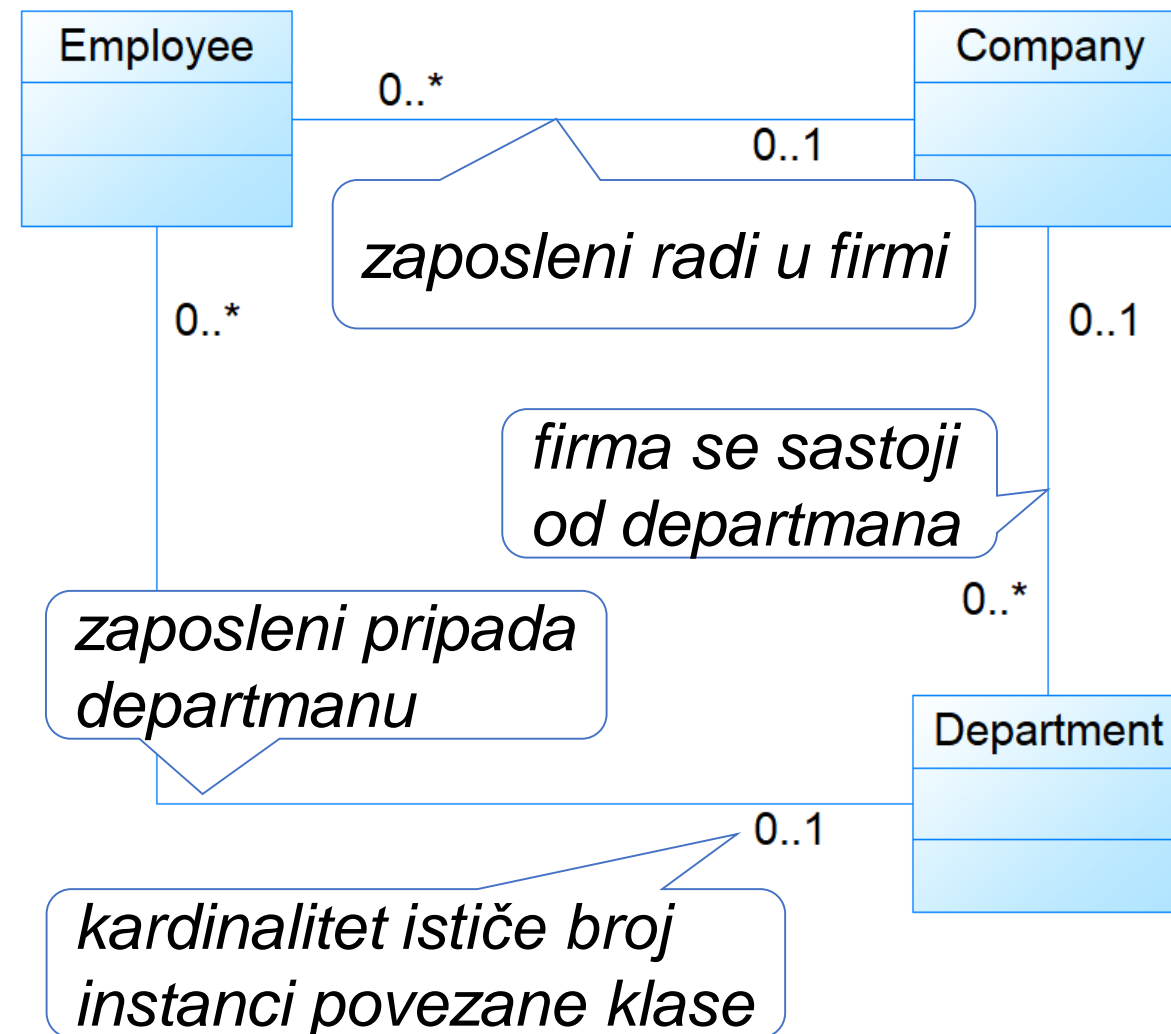 Employee
Company
0..*
0..1
zaposleni radi u firmi
0..*
0..1
firma se sastoji
od departmana
0..*
zaposleni pripada
departmanu
Department
0..1
kardinalitet ističe broj
instanci povezane klase